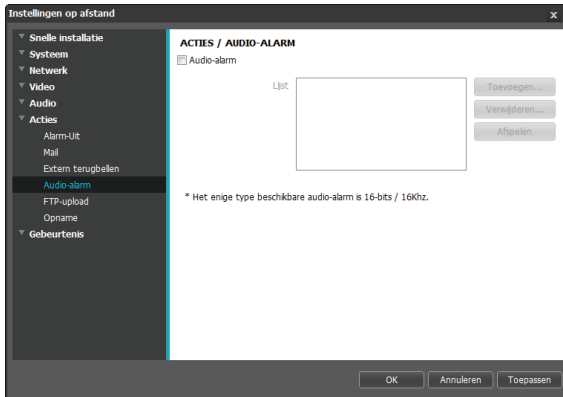 Instellingen op afstand
x
Snelle installatie
Systeem
Netwerk
Video
Audio
Acties
Alarm-Uit
Mail
Extern terugbellen
Audio-alarm
FTP-upload
Opname
Gebeurtenis
ACTIES / AUDIO-ALARM
Audio-alarm
Lijst
Toevoegen...
Verwijderen...
Afspelen
* Het enige type beschikbare audio-alarm is 16-bits / 16Khz.
OK
Annuleren
Toepassen